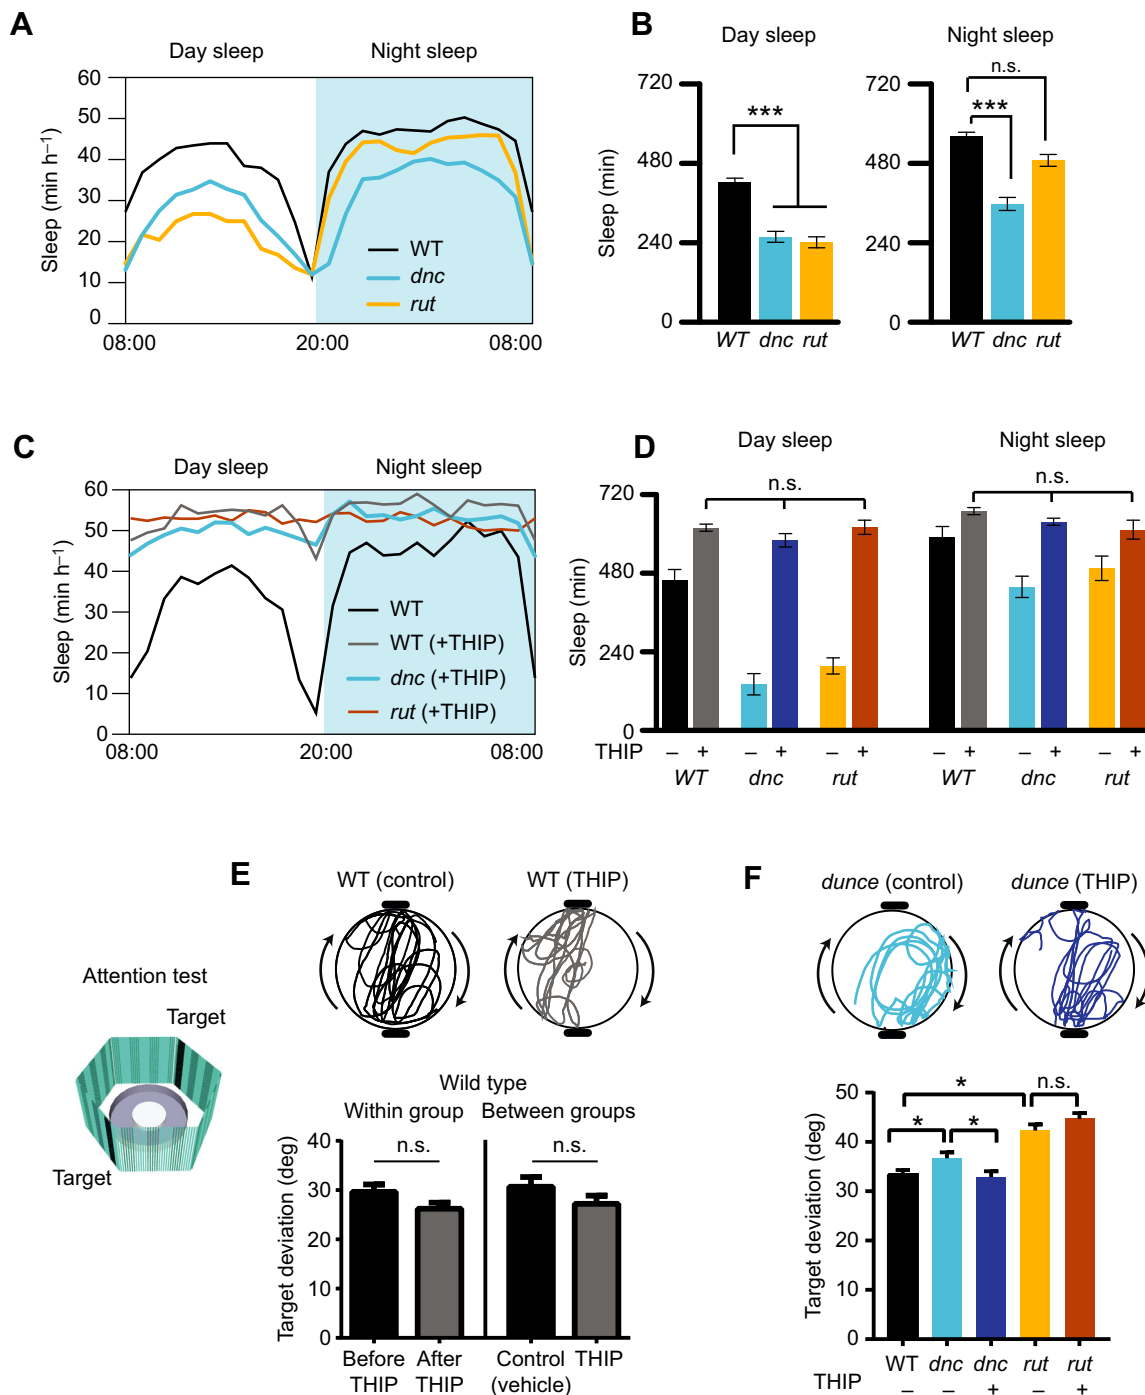 A
Day sleep
Night sleep
Sleep (min h–1)
60
50
40
30
20
10
0
WT
dnc
rut
08:00
20:00
08:00
B
Day sleep
Night sleep
Sleep (min)
720
480
240
0
***
WT dnc rut
720
480
240
0
n.s.
***
WT dnc rut
C
Day sleep
Night sleep
Sleep (min h–1)
60
50
40
30
20
10
0
WT
WT (+THIP)
dnc (+THIP)
rut (+THIP)
08:00
20:00
08:00
D
Day sleep
Night sleep
Sleep (min)
720
480
240
0
n.s.
n.s.
THIP – + – + – + – + – + – +
WT dnc rut WT dnc rut
Attention test
Target
Target
E
WT (control)
WT (THIP)
Wild type
Within group
Between groups
Target deviation (deg)
40
30
20
10
0
n.s.
n.s.
Before THIP
After THIP
Control (vehicle)
THIP
F
dunce (control)
dunce (THIP)
Target deviation (deg)
50
40
30
20
10
0
*
*
*
n.s.
WT dnc dnc rut rut
THIP – – + – +